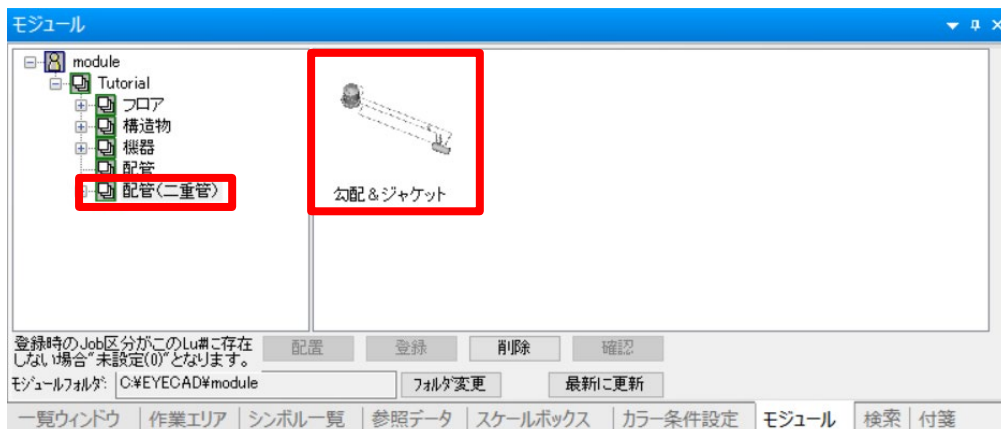 モジュール
module
Tutorial
フロア
構造物
機器
配管
配管(二重管)
勾配&ジャケット
登録時のJob区分がこのLu#に存在
しない場合"未設定(0)"となります。
配置 登録 削除 確認
モジュールフォルダ: C:¥EYECAD¥module フォルダ変更 最新に更新
一覧ウィンドウ 作業エリア シンボル一覧 参照データ スケールボックス カラー条件設定 モジュール 検索 付箋